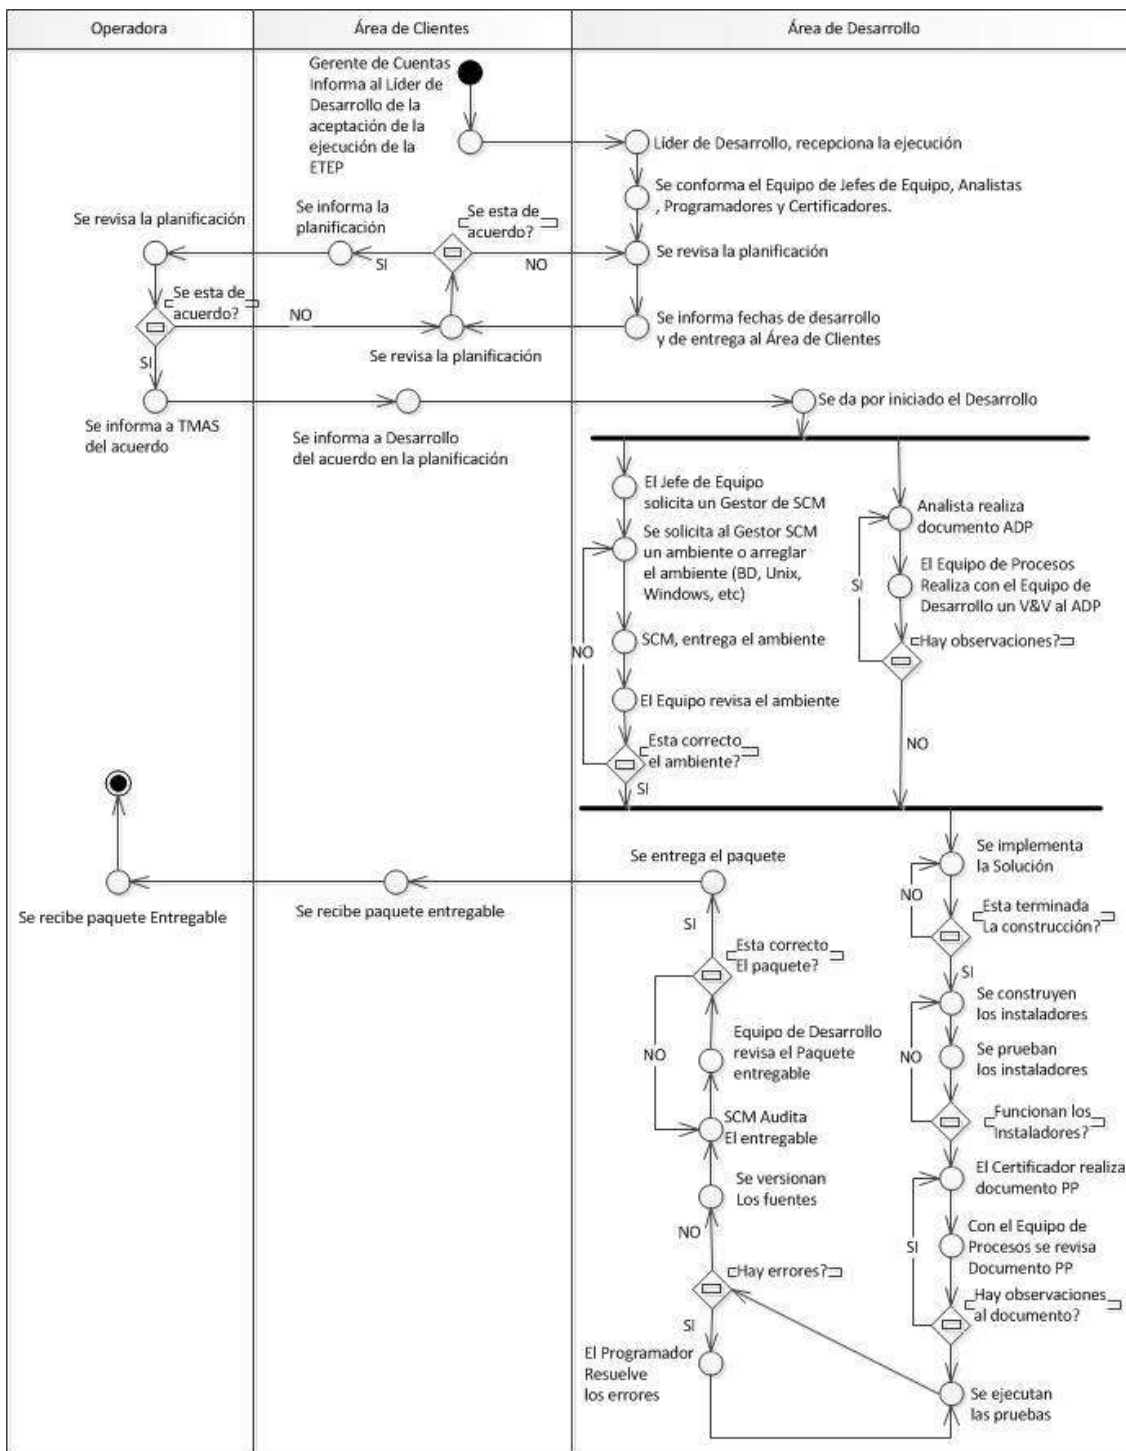 Operadora
Área de Clientes
Área de Desarrollo
Gerente de Cuentas
Informa al Líder de
Desarrollo de la
aceptación de la
ejecución de la
ETEP
Líder de Desarrollo, recepciona la ejecución
Se conforma el Equipo de Jefes de Equipo, Analistas
, Programadores y Certificadores.
Se revisa la planificación
Se informa la
planificación
Se esta de
acuerdo?
SI
NO
Se revisa la planificación
Se esta de
acuerdo?
NO
SI
Se revisa la planificación
Se informa fechas de desarrollo
y de entrega al Área de Clientes
Se informa a TMAS
del acuerdo
Se informa a Desarrollo
del acuerdo en la planificación
Se da por iniciado el Desarrollo
El Jefe de Equipo
solicita un Gestor de SCM
Se solicita al Gestor SCM
un ambiente o arreglar
el ambiente (BD, Unix,
Windows, etc)
SCM, entrega el ambiente
NO
El Equipo revisa el ambiente
Esta correcto
el ambiente?
SI
Analista realiza
documento ADP
El Equipo de Procesos
Realiza con el Equipo de
Desarrollo un V&V al ADP
SI
Hay observaciones?
NO
Se implementa
la Solución
NO
Esta terminada
La construcción?
SI
Se construyen
los instaladores
NO
Se prueban
los instaladores
Funcionan los
Instaladores?
El Certificador realiza
documento PP
Con el Equipo de
Procesos se revisa
Documento PP
SI
Hay observaciones
al documento?
Se ejecutan
las pruebas
Hay errores?
SI
El Programador
Resuelve
los errores
NO
Se versionan
Los fuentes
SCM Audita
El entregable
Equipo de Desarrollo
revisa el Paquete
entregable
NO
Esta correcto
El paquete?
SI
Se entrega el paquete
Se recibe paquete entregable
Se recibe paquete Entregable